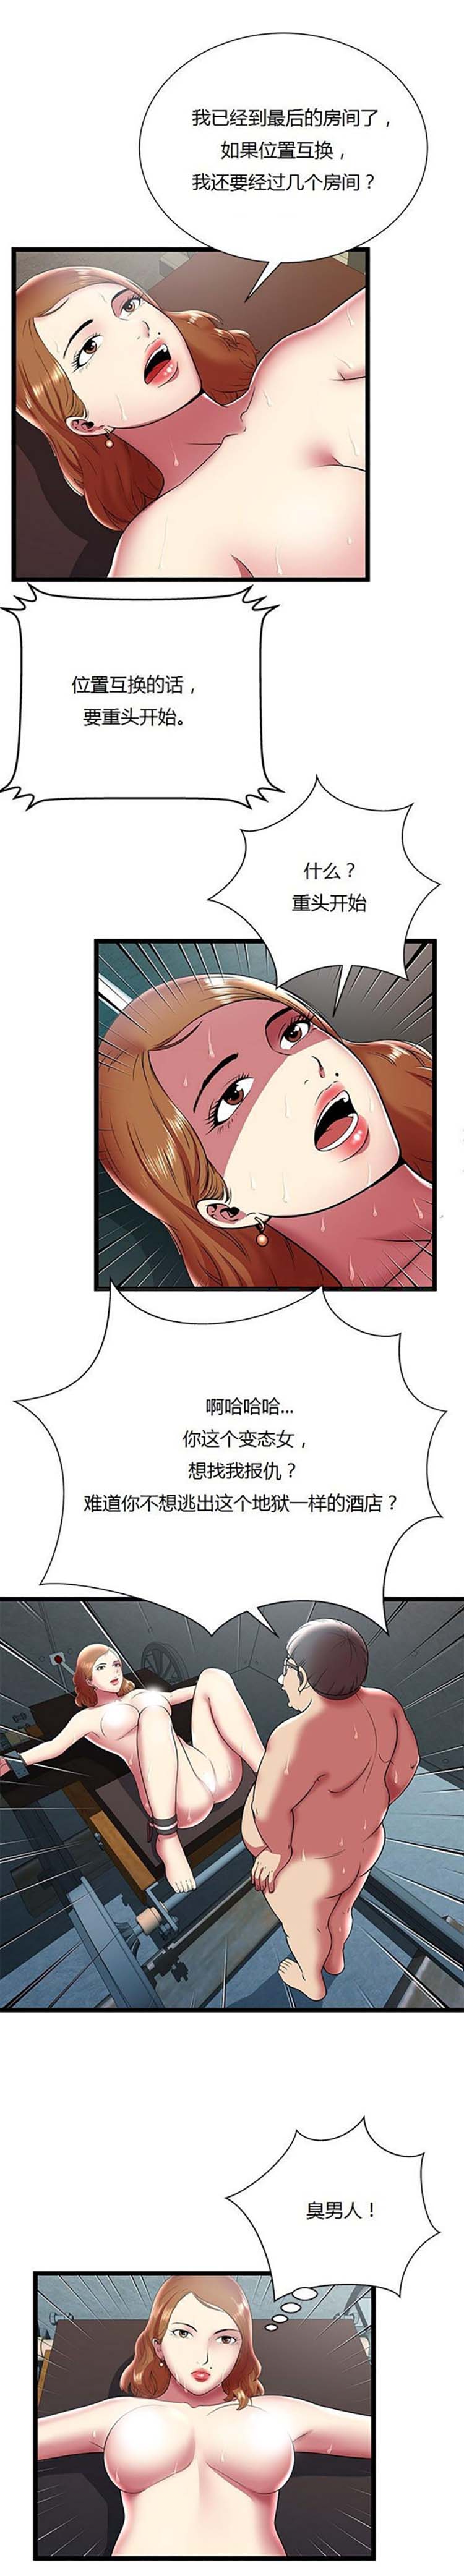 我已经到最后的房间了，
如果位置互换，
我还要经过几个房间？
位置互换的话，
要重头开始。
什么？
重头开始
啊哈哈哈...
你这个变态女，
想找我报仇？
难道你不想逃出这个地狱一样的酒店？
臭男人！